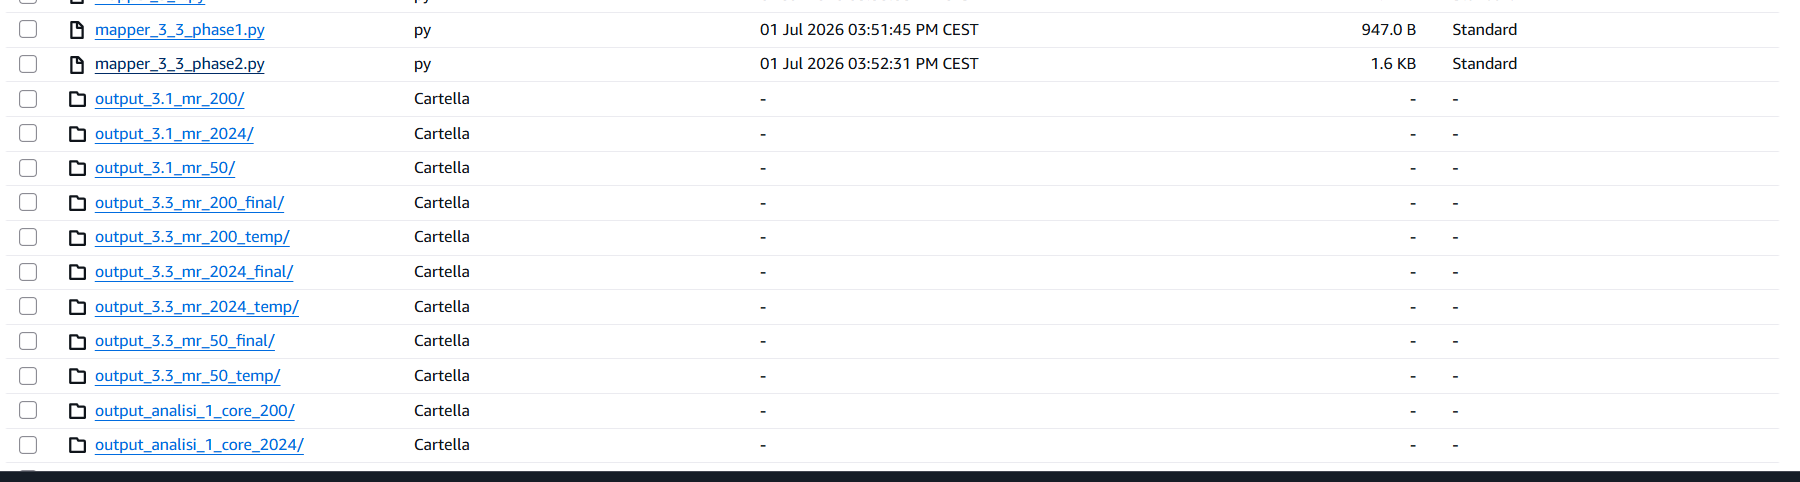 mapper_3_3_phase1.py py 01 Jul 2026 03:51:45 PM CEST 947.0 B Standard
mapper_3_3_phase2.py py 01 Jul 2026 03:52:31 PM CEST 1.6 KB Standard
output_3.1_mr_200/ Cartella - - -
output_3.1_mr_2024/ Cartella - - -
output_3.1_mr_50/ Cartella - - -
output_3.3_mr_200_final/ Cartella - - -
output_3.3_mr_200_temp/ Cartella - - -
output_3.3_mr_2024_final/ Cartella - - -
output_3.3_mr_2024_temp/ Cartella - - -
output_3.3_mr_50_final/ Cartella - - -
output_3.3_mr_50_temp/ Cartella - - -
output_analisi_1_core_200/ Cartella - - -
output_analisi_1_core_2024/ Cartella - - -